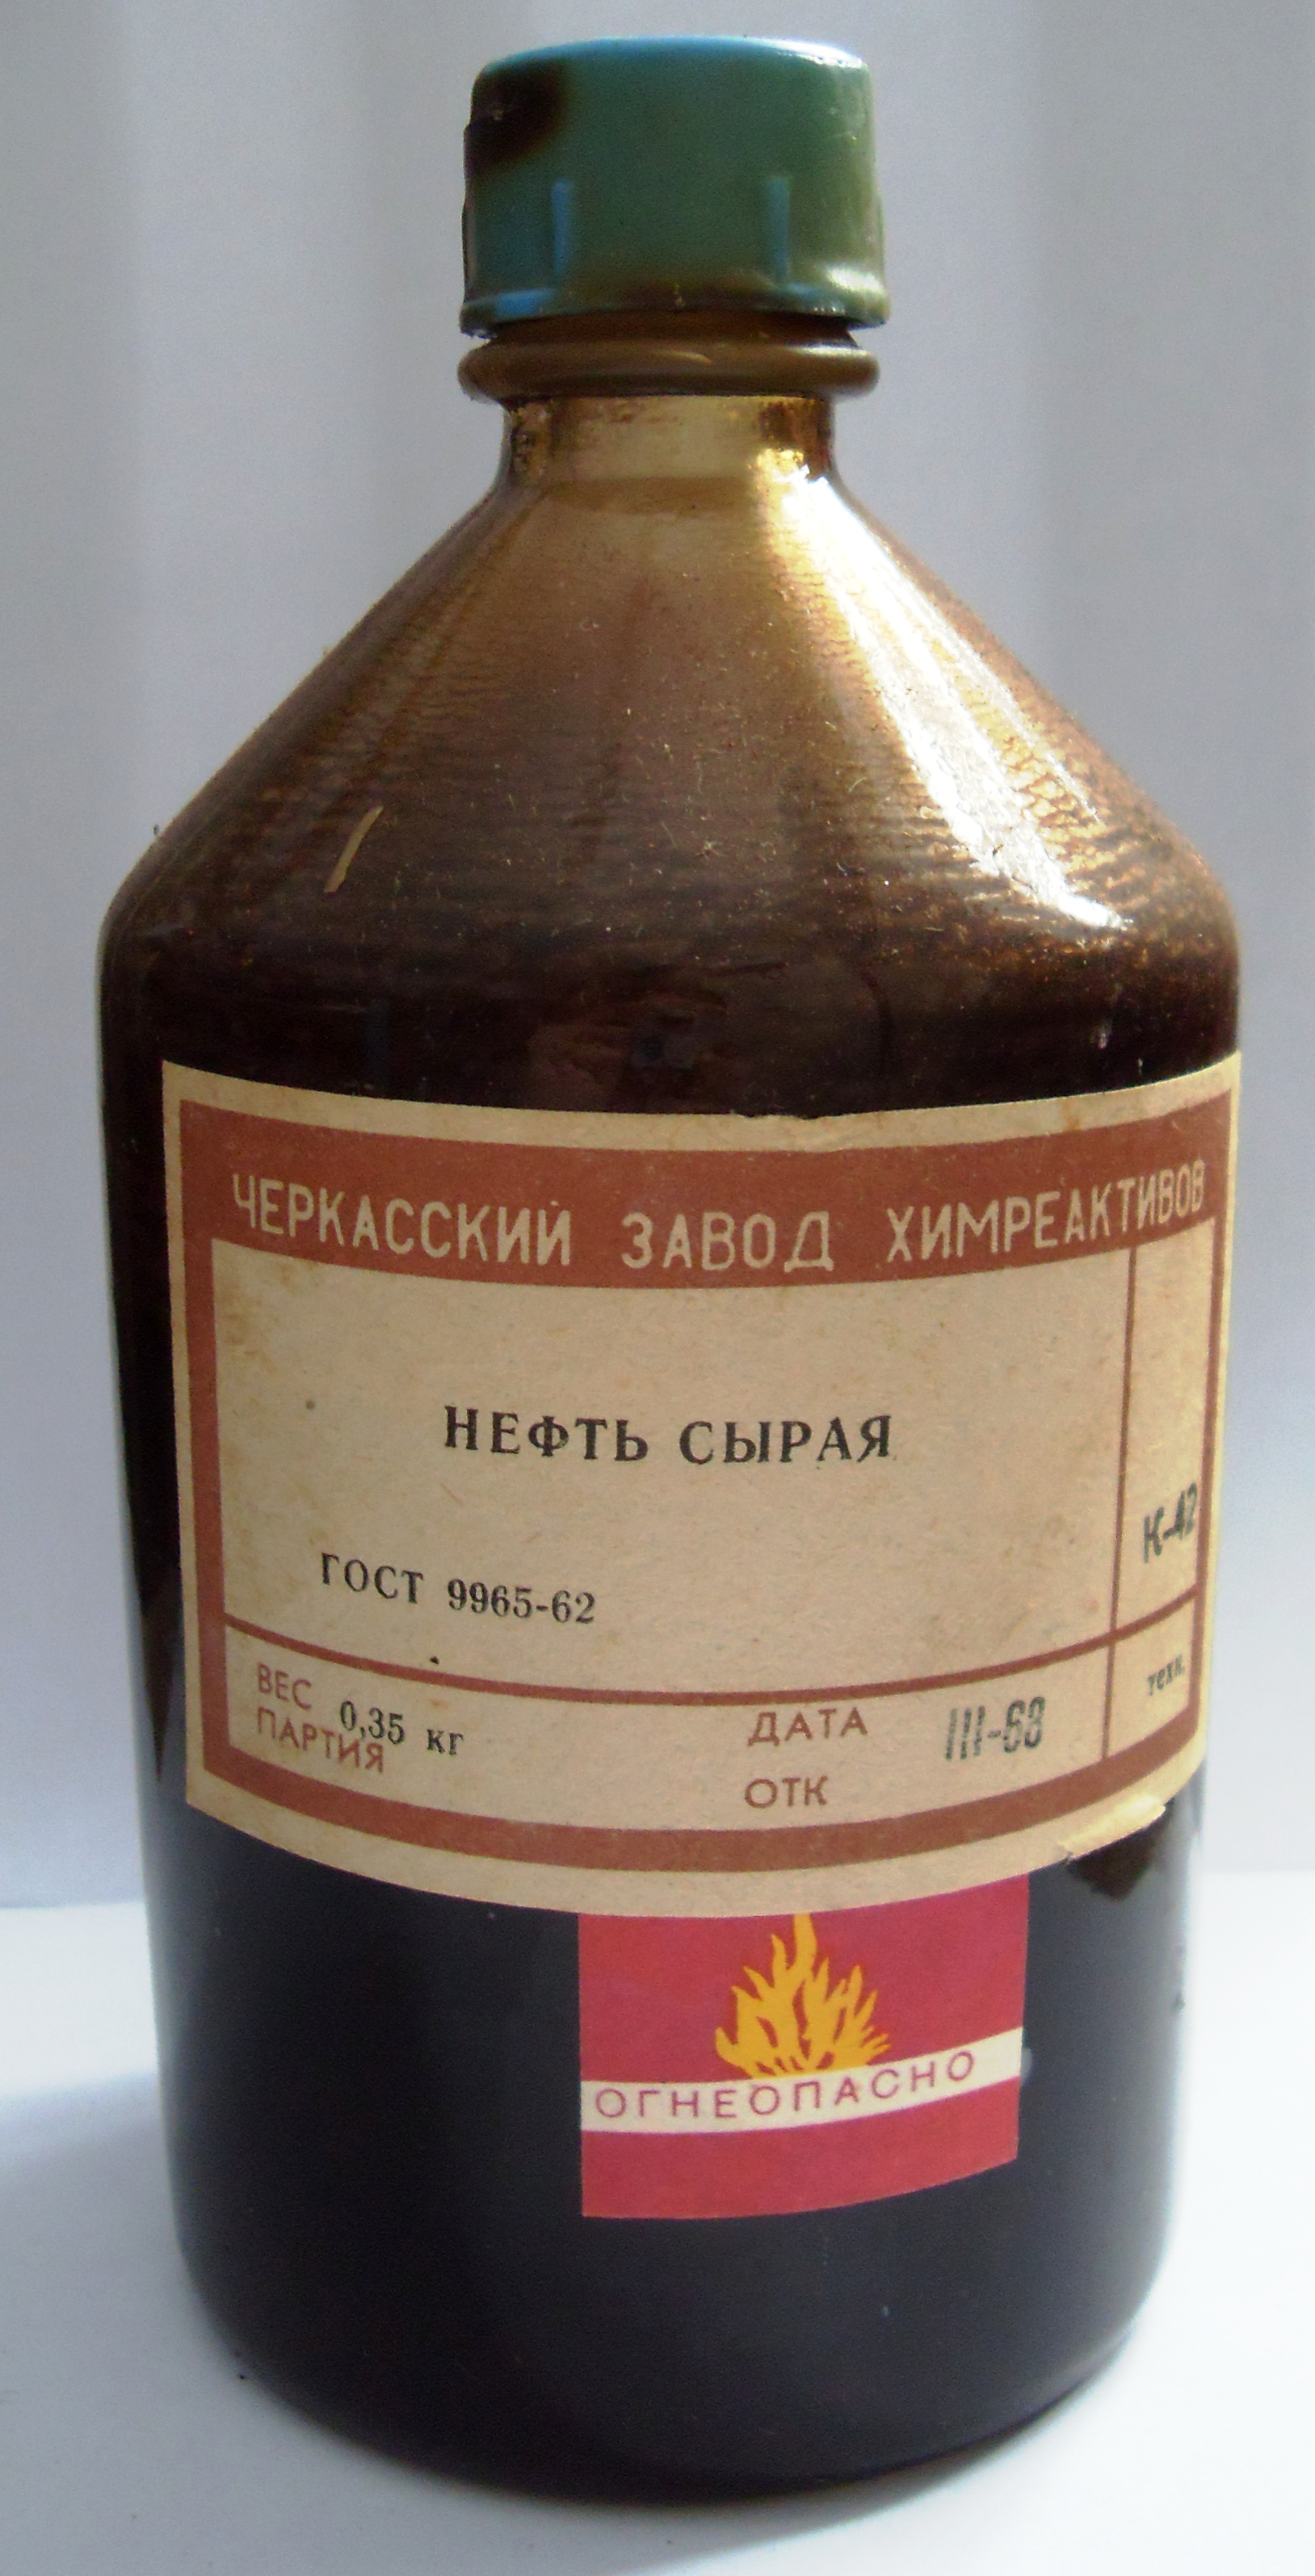 ЧЕРКАССКИЙ ЗАВОД ХИМРЕАКТИВОВ
НЕФТЬ СЫРАЯ
К-42
ГОСТ 9965-62
техн.
ВЕС 0,35 кг
ПАРТИЯ
ДАТА III-68
ОТК
ОГНЕОПАСНО